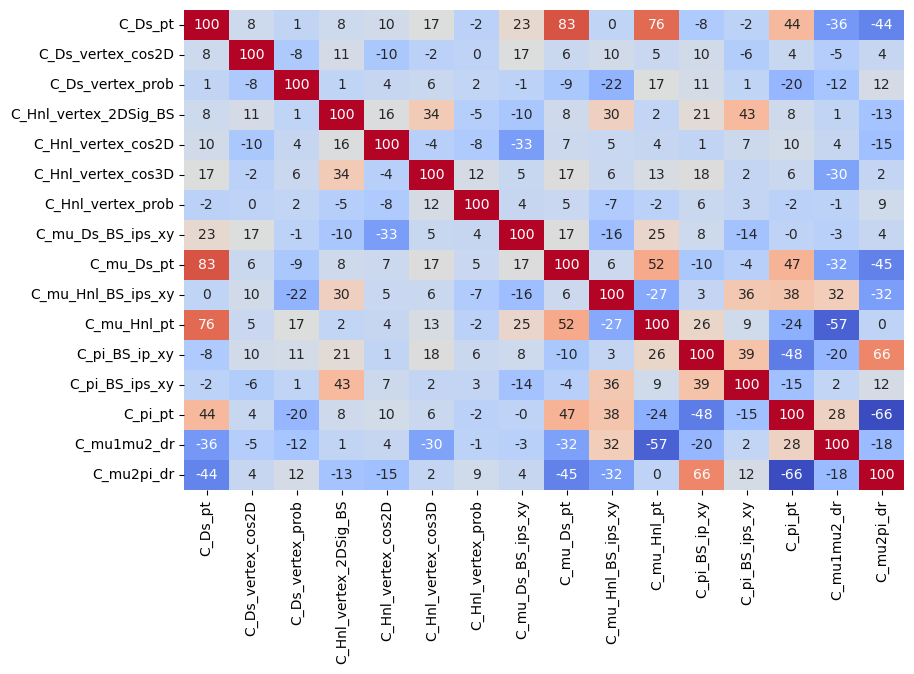 C_Ds_pt 100 8 1 8 10 17 -2 23 83 0 76 -8 -2 44 -36 -44
C_Ds_vertex_cos2D 8 100 -8 11 -10 -2 0 17 6 10 5 10 -6 4 -5 4
C_Ds_vertex_prob 1 -8 100 1 4 6 2 -1 -9 -22 17 11 1 -20 -12 12
C_Hnl_vertex_2DSig_BS 8 11 1 100 16 34 -5 -10 8 30 2 21 43 8 1 -13
C_Hnl_vertex_cos2D 10 -10 4 16 100 -4 -8 -33 7 5 4 1 7 10 4 -15
C_Hnl_vertex_cos3D 17 -2 6 34 -4 100 12 5 17 6 13 18 2 6 -30 2
C_Hnl_vertex_prob -2 0 2 -5 -8 12 100 4 5 -7 -2 6 3 -2 -1 9
C_mu_Ds_BS_ips_xy 23 17 -1 -10 -33 5 4 100 17 -16 25 8 -14 -0 -3 4
C_mu_Ds_pt 83 6 -9 8 7 17 5 17 100 6 52 -10 -4 47 -32 -45
C_mu_Hnl_BS_ips_xy 0 10 -22 30 5 6 -7 -16 6 100 -27 3 36 38 32 -32
C_mu_Hnl_pt 76 5 17 2 4 13 -2 25 52 -27 100 26 9 -24 -57 0
C_pi_BS_ip_xy -8 10 11 21 1 18 6 8 -10 3 26 100 39 -48 -20 66
C_pi_BS_ips_xy -2 -6 1 43 7 2 3 -14 -4 36 9 39 100 -15 2 12
C_pi_pt 44 4 -20 8 10 6 -2 -0 47 38 -24 -48 -15 100 28 -66
C_mu1mu2_dr -36 -5 -12 1 4 -30 -1 -3 -32 32 -57 -20 2 28 100 -18
C_mu2pi_dr -44 4 12 -13 -15 2 9 4 -45 -32 0 66 12 -66 -18 100
C_Ds_pt
C_Ds_vertex_cos2D
C_Ds_vertex_prob
C_Hnl_vertex_2DSig_BS
C_Hnl_vertex_cos2D
C_Hnl_vertex_cos3D
C_Hnl_vertex_prob
C_mu_Ds_BS_ips_xy
C_mu_Ds_pt
C_mu_Hnl_BS_ips_xy
C_mu_Hnl_pt
C_pi_BS_ip_xy
C_pi_BS_ips_xy
C_pi_pt
C_mu1mu2_dr
C_mu2pi_dr